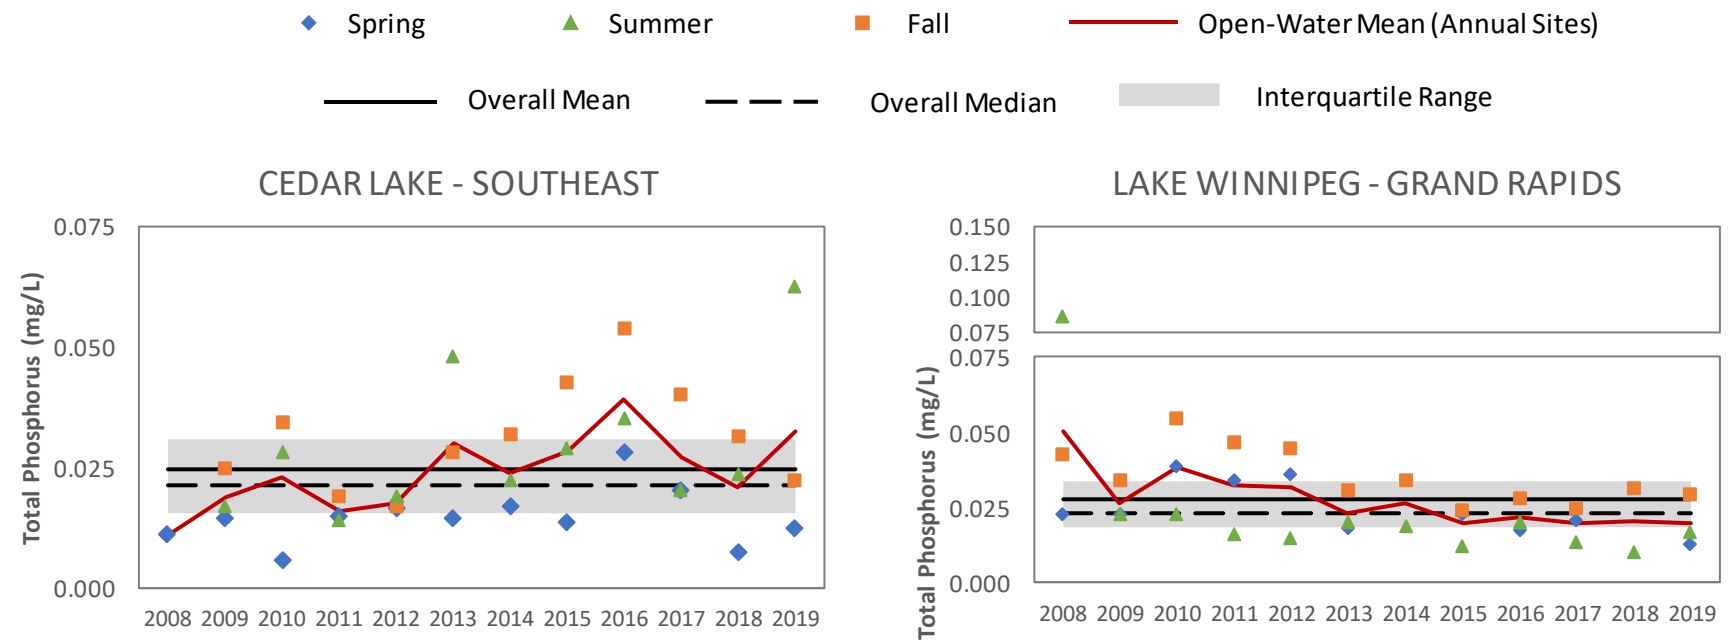 Spring Summer Fall Open-Water Mean (Annual Sites)
Overall Mean Overall Median Interquartile Range
CEDAR LAKE - SOUTHEAST
Total Phosphorus (mg/L)
0.075
0.050
0.025
0.000
2008 2009 2010 2011 2012 2013 2014 2015 2016 2017 2018 2019
LAKE WINNIPEG - GRAND RAPIDS
Total Phosphorus (mg/L)
0.150
0.125
0.100
0.075
0.075
0.050
0.025
0.000
2008 2009 2010 2011 2012 2013 2014 2015 2016 2017 2018 2019